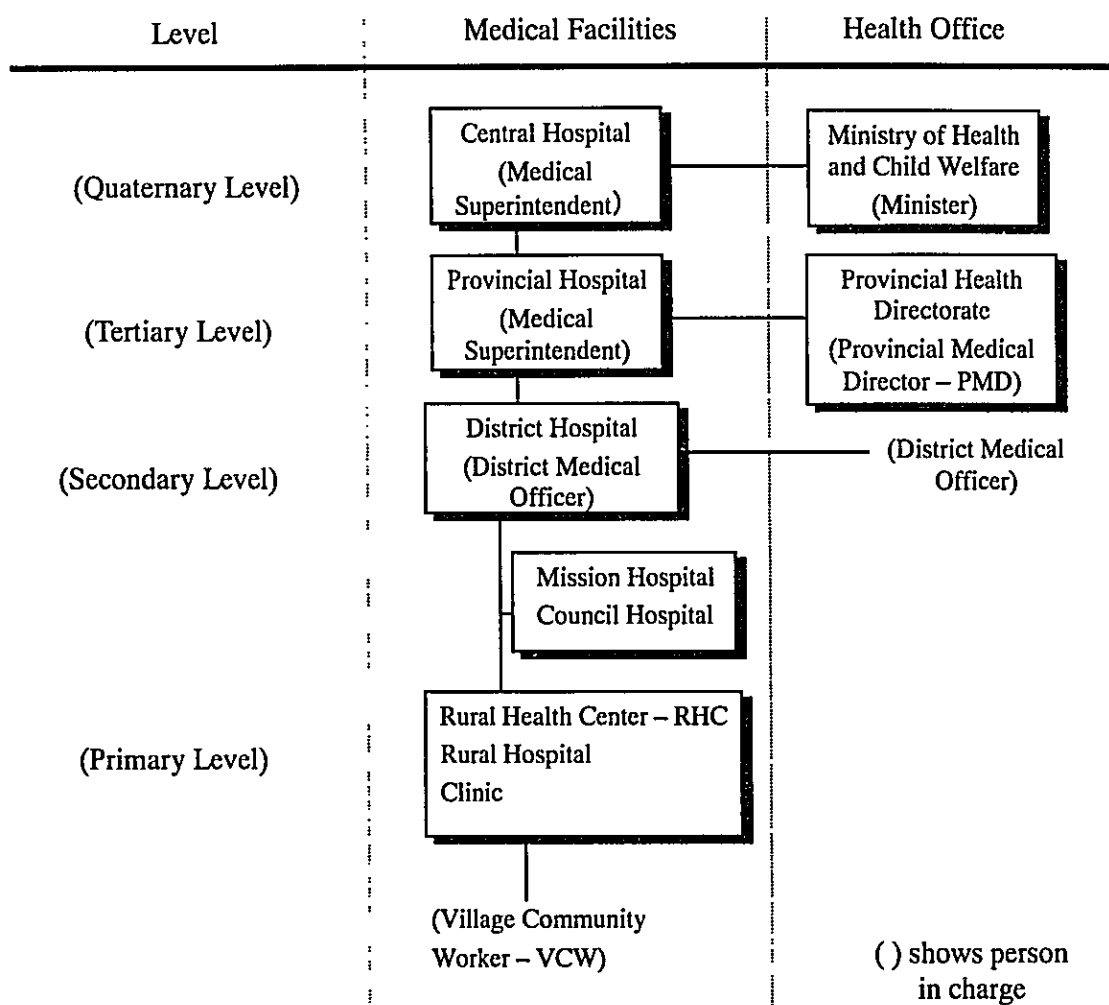 Level
Medical Facilities
Health Office
(Quaternary Level)
Central Hospital
(Medical
Superintendent)
Ministry of Health
and Child Welfare
(Minister)
(Tertiary Level)
Provincial Hospital
(Medical
Superintendent)
Provincial Health
Directorate
(Provincial Medical
Director – PMD)
(Secondary Level)
District Hospital
(District Medical
Officer)
(District Medical
Officer)
Mission Hospital
Council Hospital
(Primary Level)
Rural Health Center – RHC
Rural Hospital
Clinic
(Village Community
Worker – VCW)
( ) shows person
in charge